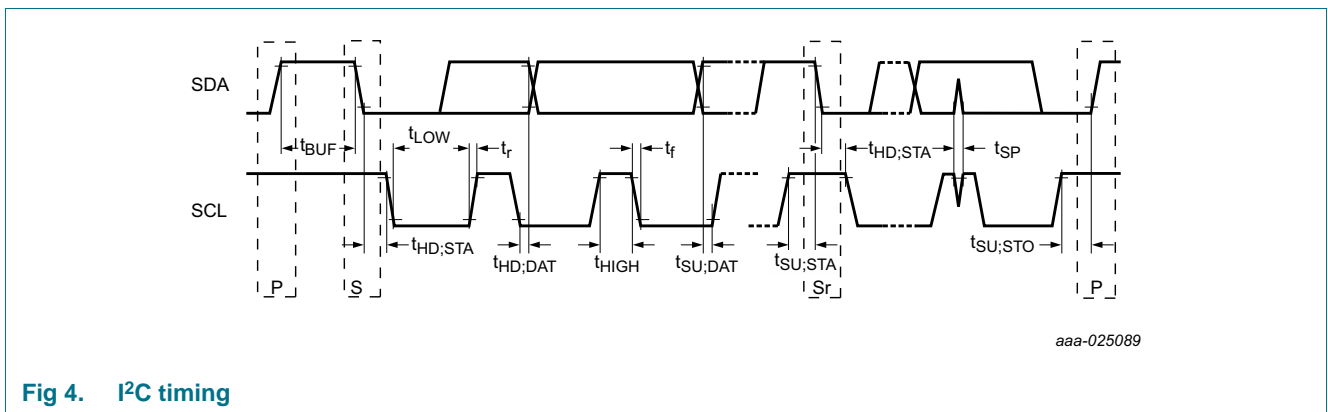 SDA
tBUF
tLOW
tr
tf
tHD;STA
tSP
SCL
tHD;STA
tHD;DAT
tHIGH
tSU;DAT
tSU;STA
tSU;STO
P
S
Sr
P
aaa-025089
Fig 4. I2C timing